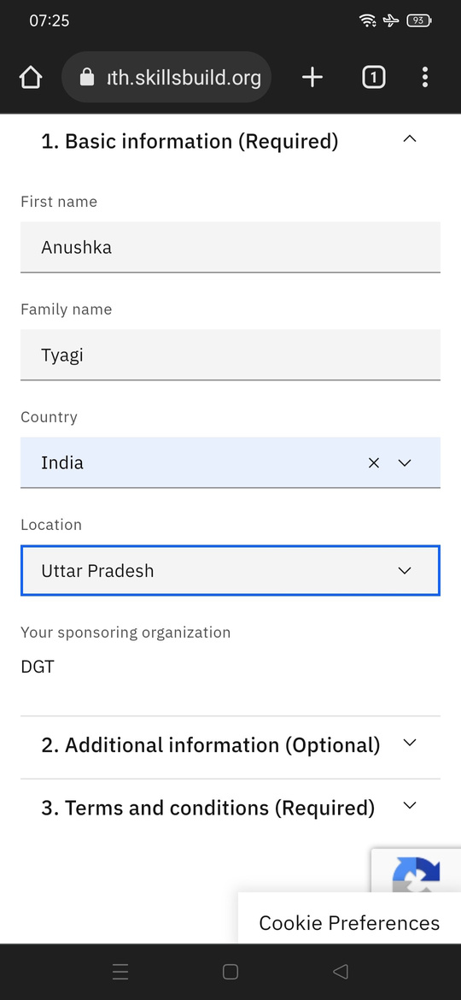 07:25
93
uth.skillsbuild.org
1
1. Basic information (Required)
First name
Anushka
Family name
Tyagi
Country
India
Location
Uttar Pradesh
Your sponsoring organization
DGT
2. Additional information (Optional)
3. Terms and conditions (Required)
Cookie Preferences